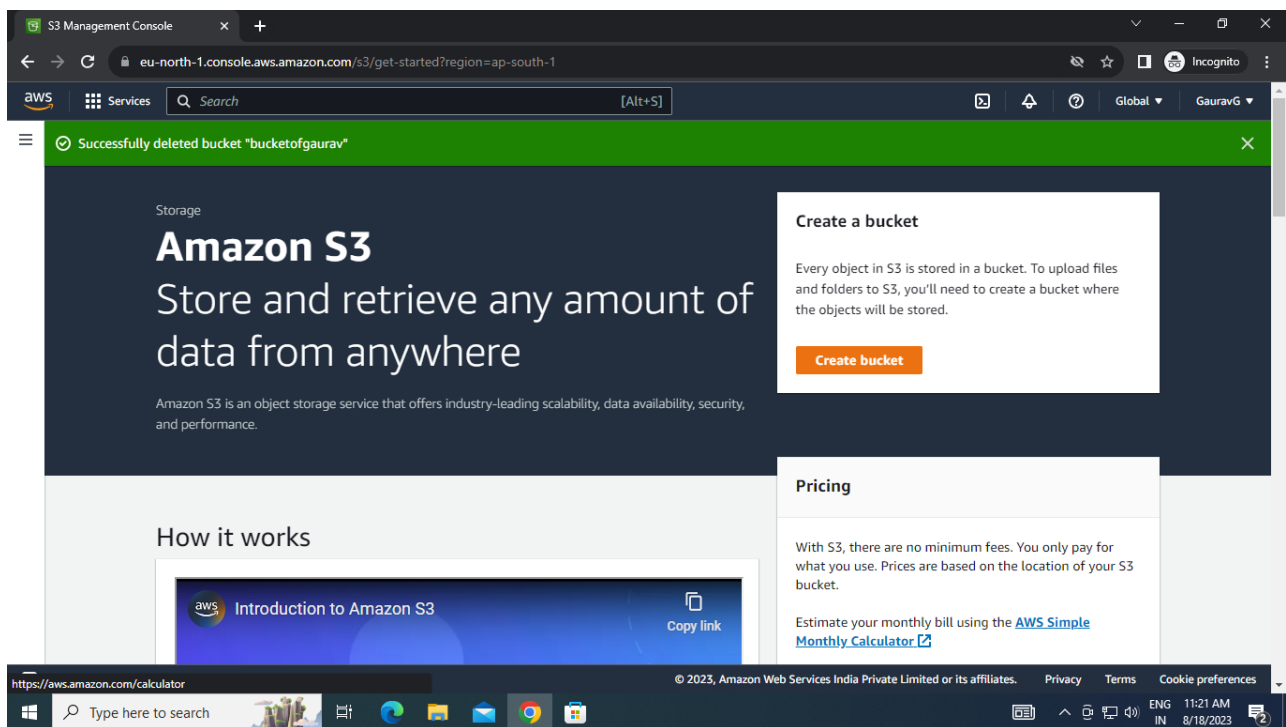 S3 Management Console
eu-north-1.console.aws.amazon.com/s3/get-started?region=ap-south-1
Incognito
aws
Services
Search
[Alt+S]
Global
GauravG
Successfully deleted bucket "bucketofgaurav"
Storage
Amazon S3
Store and retrieve any amount of
data from anywhere
Amazon S3 is an object storage service that offers industry-leading scalability, data availability, security,
and performance.
Create a bucket
Every object in S3 is stored in a bucket. To upload files
and folders to S3, you'll need to create a bucket where
the objects will be stored.
Create bucket
Pricing
With S3, there are no minimum fees. You only pay for
what you use. Prices are based on the location of your S3
bucket.
Estimate your monthly bill using the AWS Simple
Monthly Calculator
How it works
aws
Introduction to Amazon S3
Copy link
https://aws.amazon.com/calculator
© 2023, Amazon Web Services India Private Limited or its affiliates.
Privacy
Terms
Cookie preferences
Type here to search
ENG
IN
11:21 AM
8/18/2023
2